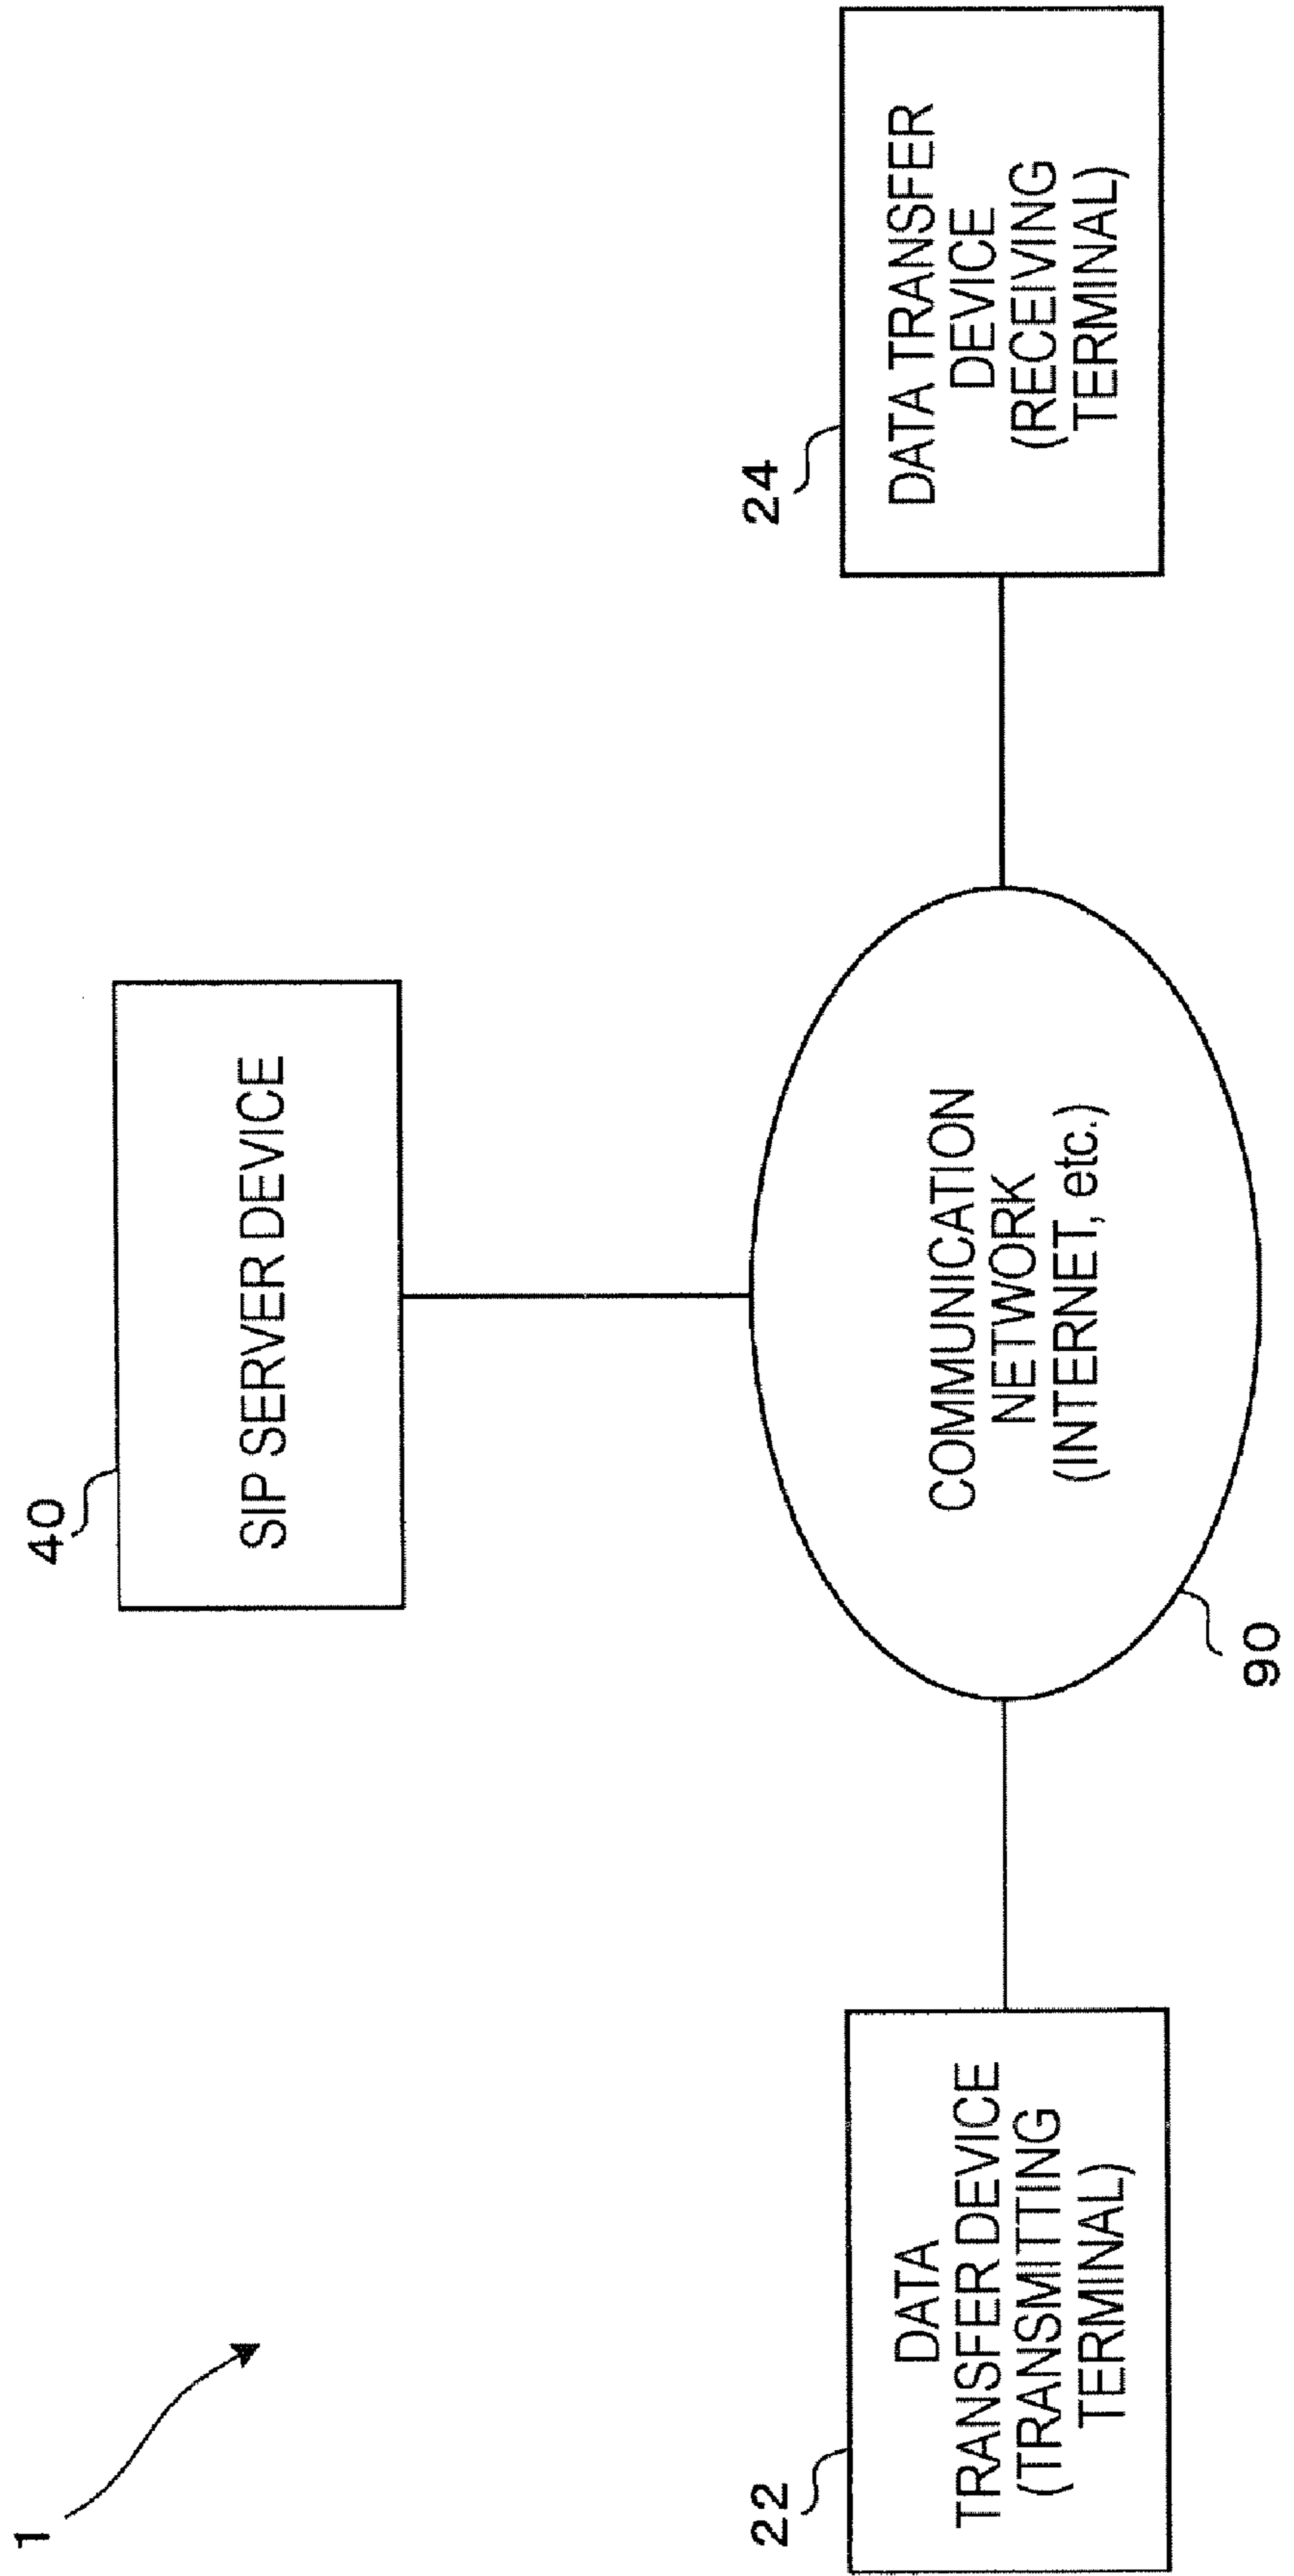 1
40
SIP SERVER DEVICE
22
DATA
TRANSFER DEVICE
(TRANSMITTING
TERMINAL)
COMMUNICATION
NETWORK
(INTERNET, etc.)
90
24
DATA TRANSFER
DEVICE
(RECEIVING
TERMINAL)